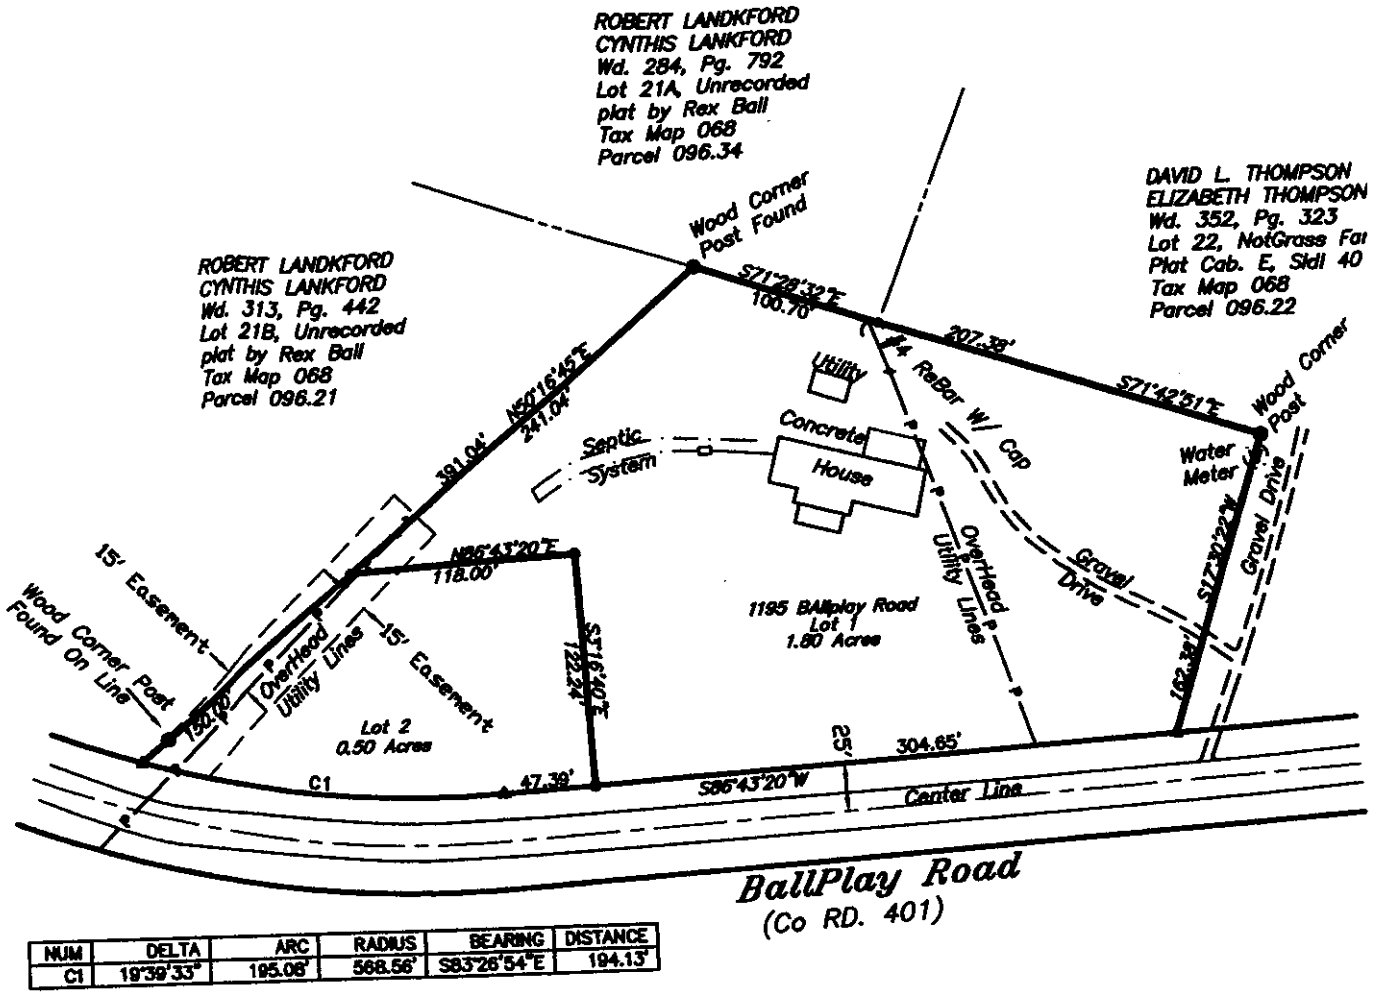 ROBERT LANDKFORD
CYNTHIS LANKFORD
Wd. 284, Pg. 792
Lot 21A, Unrecorded
plat by Rex Ball
Tax Map 068
Parcel 096.34
DAVID L. THOMPSON
ELIZABETH THOMPSON
Wd. 352, Pg. 323
Lot 22, NotGrass Far
Plat Cab. E, Sldl 40
Tax Map 068
Parcel 096.22
ROBERT LANDKFORD
CYNTHIS LANKFORD
Wd. 313, Pg. 442
Lot 21B, Unrecorded
plat by Rex Ball
Tax Map 068
Parcel 096.21
Wood Corner
Post Found
S71°28'32"E
100.70'
207.38'
S71°42'51"E
Wood Corner
Post
#4 ReBar W/ Cap
Utility
Concrete
House
Water
Meter
Gravel Drive
S17°30'22"W
162.38'
N50°16'45"E
241.04'
391.04'
Septic
System
OverHead
Utility Lines
Gravel
Drive
N86°43'20"E
118.00'
15' Easement
Wood Corner Post
Found On Line
150.00'
OverHead
Utility Lines
15' Easement
S3°16'40"E
122.24'
1195 BAllplay Road
Lot 1
1.80 Acres
Lot 2
0.50 Acres
C1
47.39'
S86°43'20"W
25'
304.65'
Center Line
BallPlay Road
(Co RD. 401)
NUM DELTA ARC RADIUS BEARING DISTANCE
C1 19°39'33" 195.08' 568.56' S83°26'54"E 194.13'
P
P
P
P
P
P
P
P
P
P